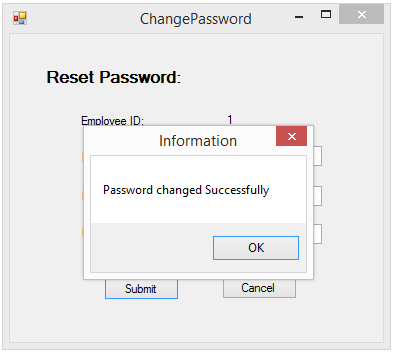 ChangePassword
Reset Password:
Employee ID: 1
Information
Password changed Successfully
OK
Submit Cancel